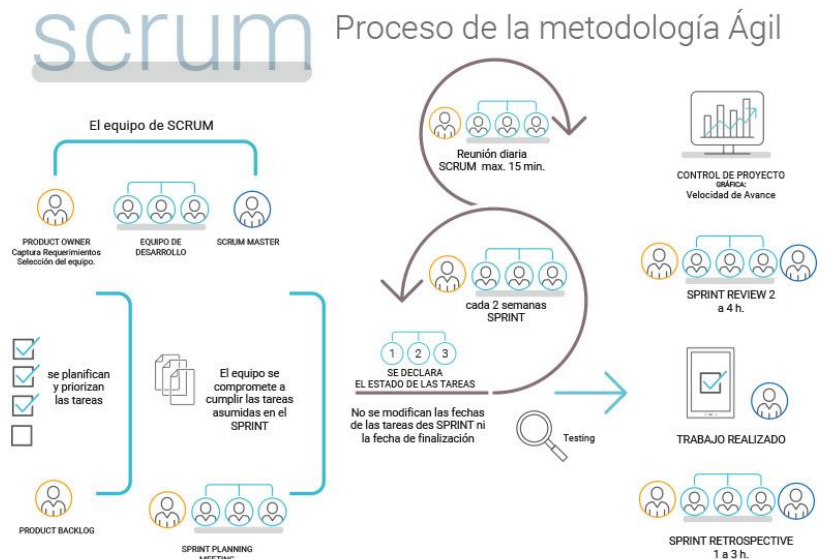 scrum
Proceso de la metodología Ágil
El equipo de SCRUM
PRODUCT OWNER
Captura Requerimientos
Selección del equipo.
EQUIPO DE
DESARROLLO
SCRUM MASTER
se planifican
y priorizan
las tareas
PRODUCT BACKLOG
El equipo se
compromete a
cumplir las tareas
asumidas en el
SPRINT
SPRINT PLANNING
MEETING
Reunión diaria
SCRUM max. 15 min.
cada 2 semanas
SPRINT
1 2 3
SE DECLARA
EL ESTADO DE LAS TAREAS
No se modifican las fechas
de las tareas des SPRINT ni
la fecha de finalización
Testing
CONTROL DE PROYECTO
GRÁFICA:
Velocidad de Avance
SPRINT REVIEW 2
a 4 h.
TRABAJO REALIZADO
SPRINT RETROSPECTIVE
1 a 3 h.